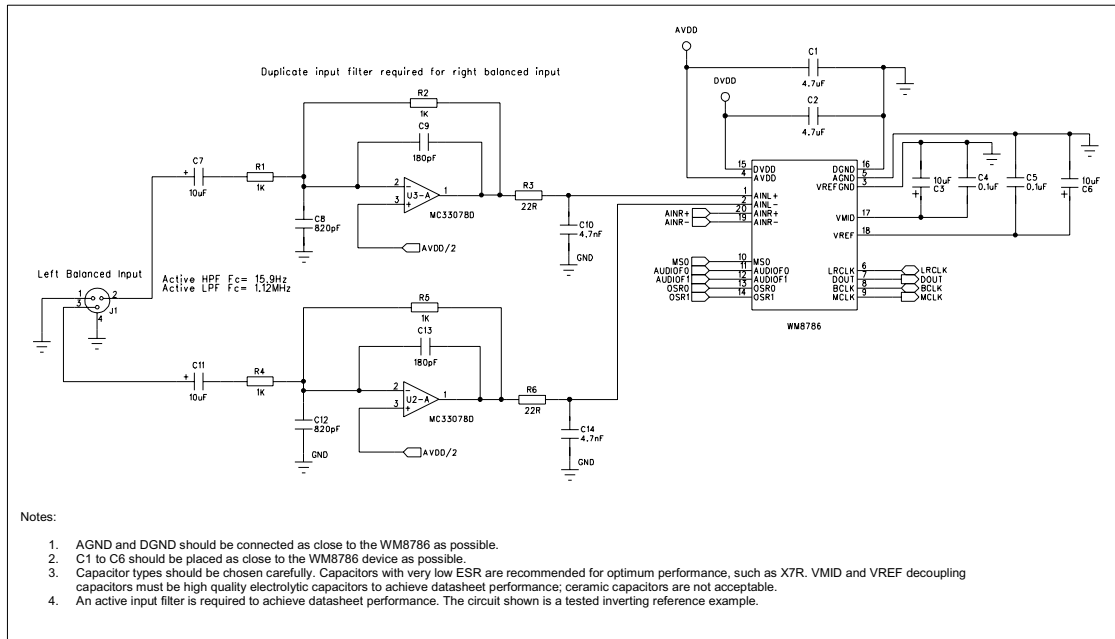 AVDD
C1
4.7uF
DVDD
C2
4.7uF
Duplicate input filter required for right balanced input
R2
1K
C9
180pF
C7
10uF
R1
1K
2
3
U3-A
1
MC33078D
R3
22R
C8
820pF
GND
AVDD/2
C10
4.7nF
GND
15 DVDD
4 AVDD
DGND 16
AGND 5
VREFGND 3
1 AINL+
2 AINL-
AINR+ 20 AINR+
AINR- 19 AINR-
VMID 17
VREF 18
10uF
C3
C4
0.1uF
C5
0.1uF
10uF
C6
MS0 10 MS0
AUDIOF0 11 AUDIOF0
AUDIOF1 12 AUDIOF1
OSR0 13 OSR0
OSR1 14 OSR1
LRCLK 6 LRCLK
DOUT 7 DOUT
BCLK 8 BCLK
MCLK 9 MCLK
WM8786
Left Balanced Input
1
2
3
4
J1
Active HPF Fc= 15.9Hz
Active LPF Fc= 1.12MHz
R5
1K
C13
180pF
C11
10uF
R4
1K
2
3
U2-A
1
MC33078D
R6
22R
C12
820pF
GND
AVDD/2
C14
4.7nF
GND
Notes:
1. AGND and DGND should be connected as close to the WM8786 as possible.
2. C1 to C6 should be placed as close to the WM8786 device as possible.
3. Capacitor types should be chosen carefully. Capacitors with very low ESR are recommended for optimum performance, such as X7R. VMID and VREF decoupling
capacitors must be high quality electrolytic capacitors to achieve datasheet performance; ceramic capacitors are not acceptable.
4. An active input filter is required to achieve datasheet performance. The circuit shown is a tested inverting reference example.